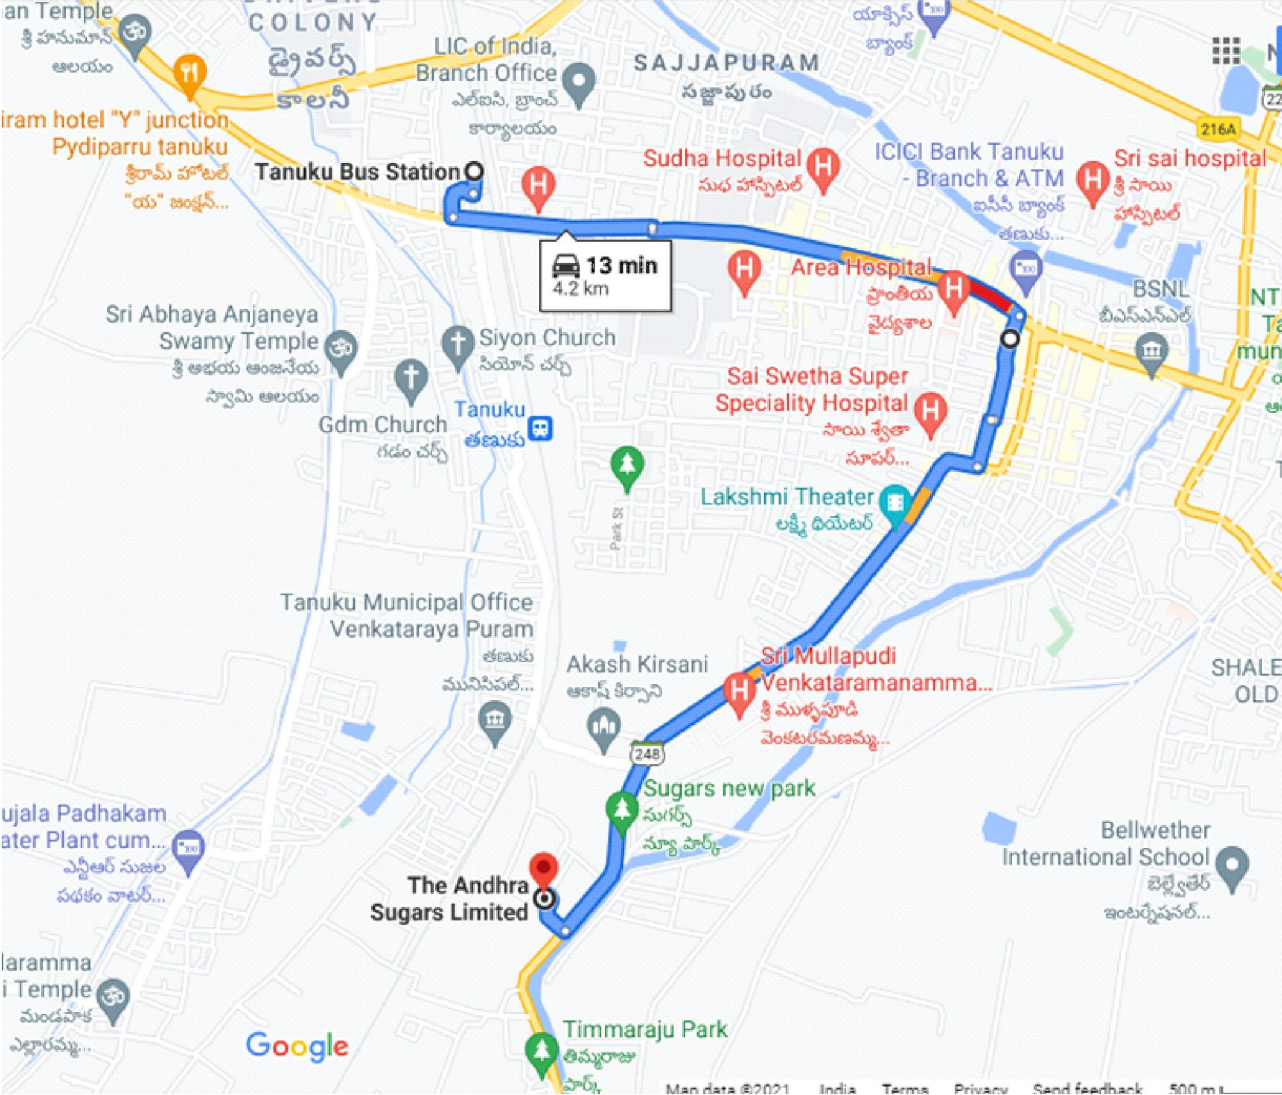 an Temple
శ్రీ హనుమాన్
ఆలయం
COLONY
డ్రైవర్స్
కాలనీ
LIC of India,
Branch Office
ఎల్ఐసి, బ్రాంచ్
కార్యాలయం
SAJJAPURAM
సజ్జాపురం
యాక్సిస్
బ్యాంక్
216A
22
iram hotel "Y" junction
Pydiparru tanuku
శ్రీరామ్ హోటల్
"య" జంక్షన్...
Tanuku Bus Station
Sudha Hospital
సుధ హాస్పిటల్
ICICI Bank Tanuku
- Branch & ATM
ఐసీసీ బ్యాంక్
తణుకు...
Sri sai hospital
శ్రీ సాయి
హాస్పిటల్
13 min
4.2 km
Area Hospital
ప్రాంతీయ
వైద్యశాల
BSNL
బీఎస్ఎన్ఎల్
NT
Ta
mun
Sri Abhaya Anjaneya
Swamy Temple
శ్రీ అభయ ఆంజనేయ
స్వామి ఆలయం
Siyon Church
సియోన్ చర్చ్
Gdm Church
గడం చర్చ్
Tanuku
తణుకు
Sai Swetha Super
Speciality Hospital
సాయి శ్వేతా
సూపర్...
Lakshmi Theater
లక్ష్మీ థియేటర్
Park St
Tanuku Municipal Office
Venkataraya Puram
తణుకు
మునిసిపల్...
Akash Kirsani
ఆకాష్ కిర్సాని
Sri Mullapudi
Venkataramanamma...
శ్రీ ముళ్ళపూడి
వెంకటరమణమ్మ...
SHALE
OLD
248
Sugars new park
సుగర్స్
న్యూ పార్క్
ujala Padhakam
ater Plant cum...
ఎన్టీఆర్ సుజల
పథకం వాటర్...
Bellwether
International School
బెల్వేతేర్
ఇంటర్నేషనల్...
The Andhra
Sugars Limited
laramma
i Temple
మండపాక
ఎల్లారమ్మ...
Google
Timmaraju Park
తిమ్మరాజు
పార్క్
Map data ©2021 India Terms Privacy Send feedback 500 m